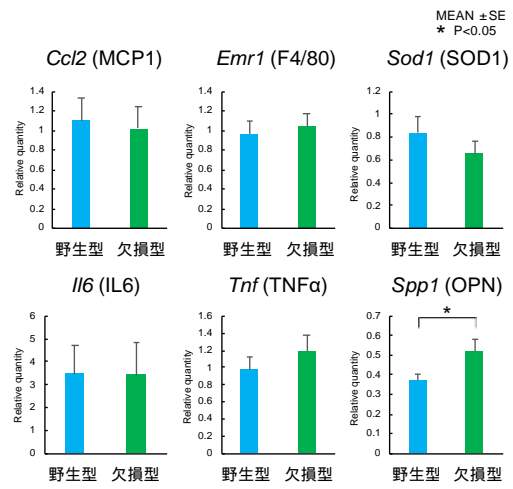 MEAN ±SE
* P<0.05
Ccl2 (MCP1)
Relative quantity
1.4
1.2
1
0.8
0.6
0.4
0.2
0
野生型 欠損型
Emr1 (F4/80)
Relative quantity
1.4
1.2
1
0.8
0.6
0.4
0.2
0
野生型 欠損型
Sod1 (SOD1)
Relative quantity
1.2
1
0.8
0.6
0.4
0.2
0
野生型 欠損型
Il6 (IL6)
Relative quantity
6
5
4
3
2
1
0
野生型 欠損型
Tnf (TNFα)
Relative quantity
1.6
1.4
1.2
1
0.8
0.6
0.4
0.2
0
野生型 欠損型
Spp1 (OPN)
Relative quantity
0.7
0.6
0.5
0.4
0.3
0.2
0.1
0
*
野生型 欠損型